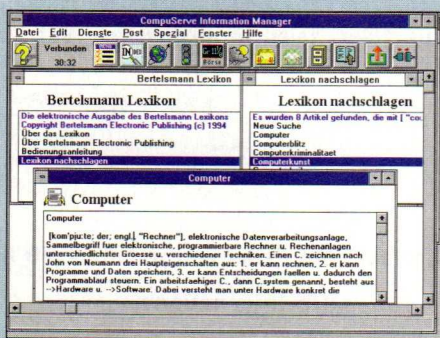 CompuServe Information Manager
Datei Edit Dienste Post Spezial Fenster Hilfe
Verbunden
30:32
Bertelsmann Lexikon
Bertelsmann Lexikon
Die elektronische Ausgabe des Bertelsmann Lexikons
Copyright Bertelsmann Electronic Publishing (c) 1994
Über das Lexikon
Über Bertelsmann Electronic Publishing
Bedienungsanleitung
Lexikon nachschlagen
Lexikon nachschlagen
Lexikon nachschlagen
Es wurden 8 Artikel gefunden, die mit [ "co
Neue Suche
Computer
Computerblitz
Computerkriminalitaet
Computerkunst
Computer
Computer
Computer
[kom'pju:te; der; engl.], "Rechner"], elektronische Datenverarbeitungsanlage,
Sammelbegriff fuer elektronische, programmierbare Rechner u. Rechenanlagen
unterschiedlichster Groesse u. verschiedener Techniken. Einen C. zeichnen nach
John von Neumann drei Haupteigenschaften aus: 1. er kann rechnen, 2. er kann
Programme und Daten speichern, 3. er kann Entscheidungen faellen u. dadurch den
Programmablauf steuern. Ein arbeitsfaehiger C., dann C.system genannt, besteht aus
-->Hardware u. -->Software. Dabei versteht man unter Hardware konkret die